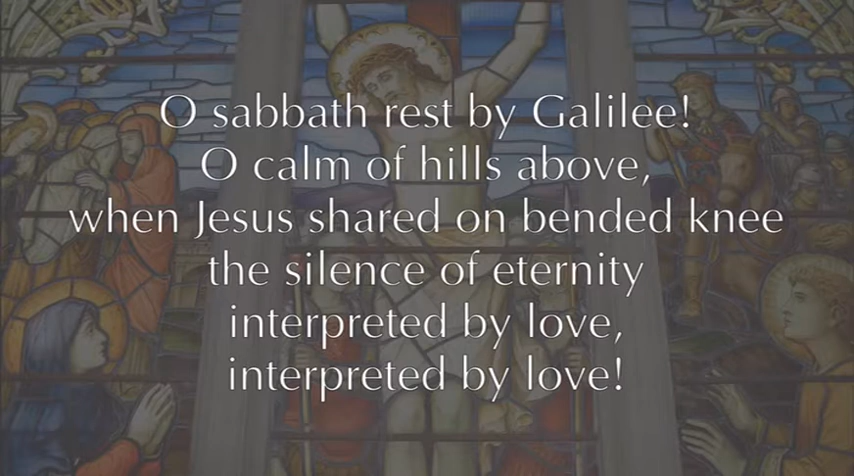 O sabbath rest by Galilee!
O calm of hills above,
when Jesus shared on bended knee
the silence of eternity
interpreted by love,
interpreted by love!